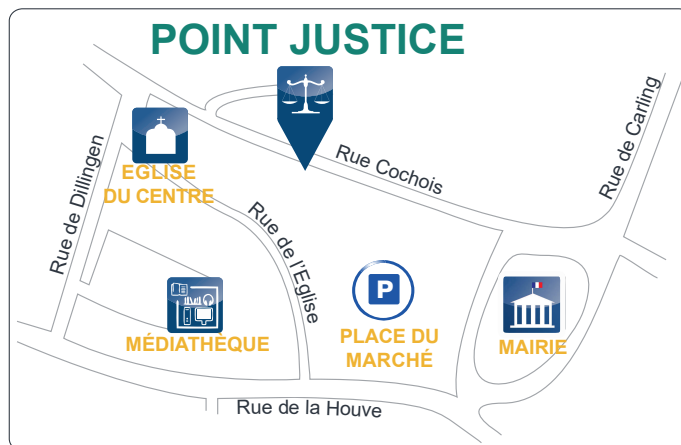 POINT JUSTICE
Rue de Carling
Rue Cochois
Rue de Dillingen
EGLISE
DU CENTRE
Rue de l'Eglise
P
PLACE DU
MARCHÉ
MÉDIATHÈQUE
MAIRIE
Rue de la Houve